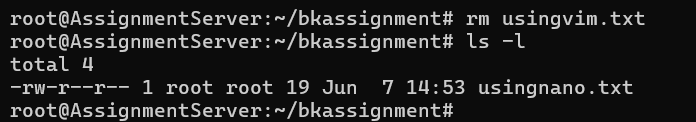 root@AssignmentServer:~/bkassignment# rm usingvim.txt
root@AssignmentServer:~/bkassignment# ls -l
total 4
-rw-r--r-- 1 root root 19 Jun  7 14:53 usingnano.txt
root@AssignmentServer:~/bkassignment#